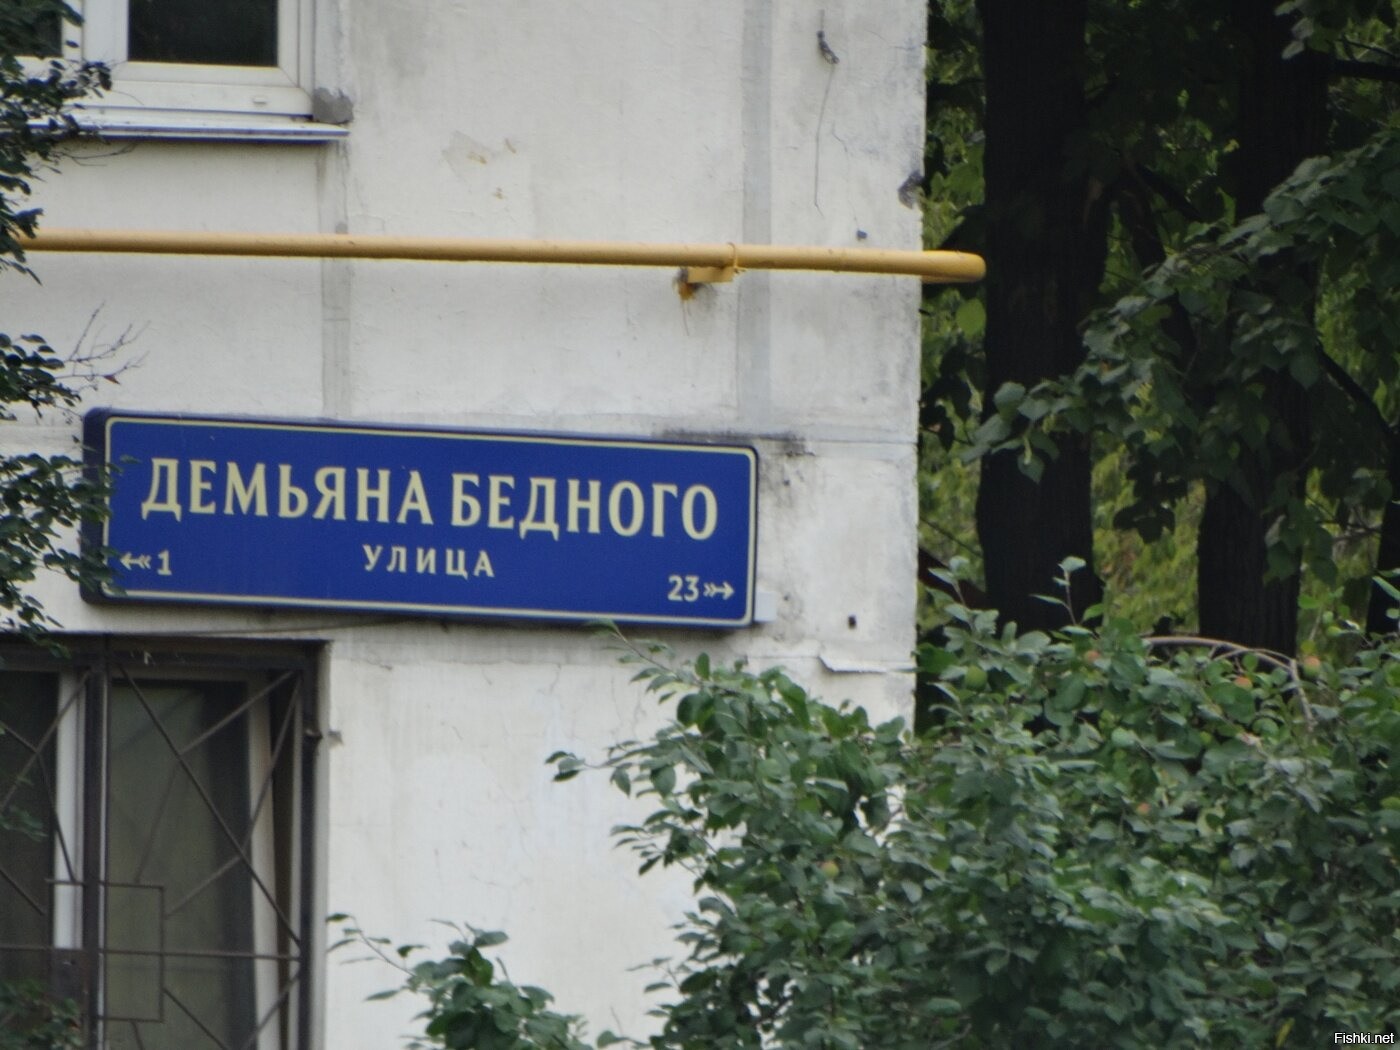 ДЕМЬЯНА БЕДНОГО
УЛИЦА
1
23
Fishki.net